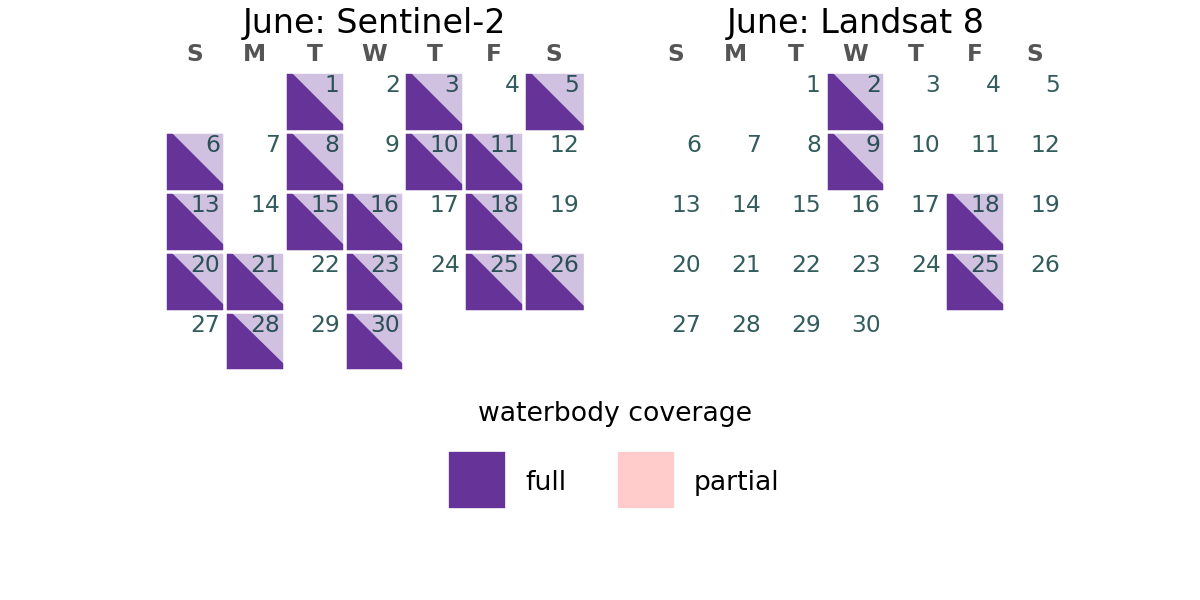 June: Sentinel-2
S M T W T F S
1 2 3 4 5
6 7 8 9 10 11 12
13 14 15 16 17 18 19
20 21 22 23 24 25 26
27 28 29 30
June: Landsat 8
S M T W T F S
1 2 3 4 5
6 7 8 9 10 11 12
13 14 15 16 17 18 19
20 21 22 23 24 25 26
27 28 29 30
waterbody coverage
full partial